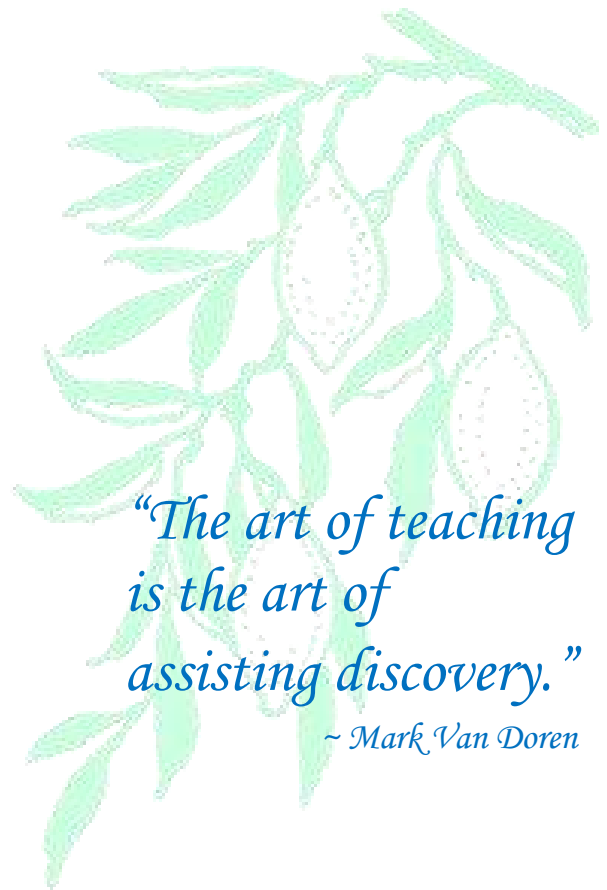 “The art of teaching
is the art of
assisting discovery.”
~ Mark Van Doren